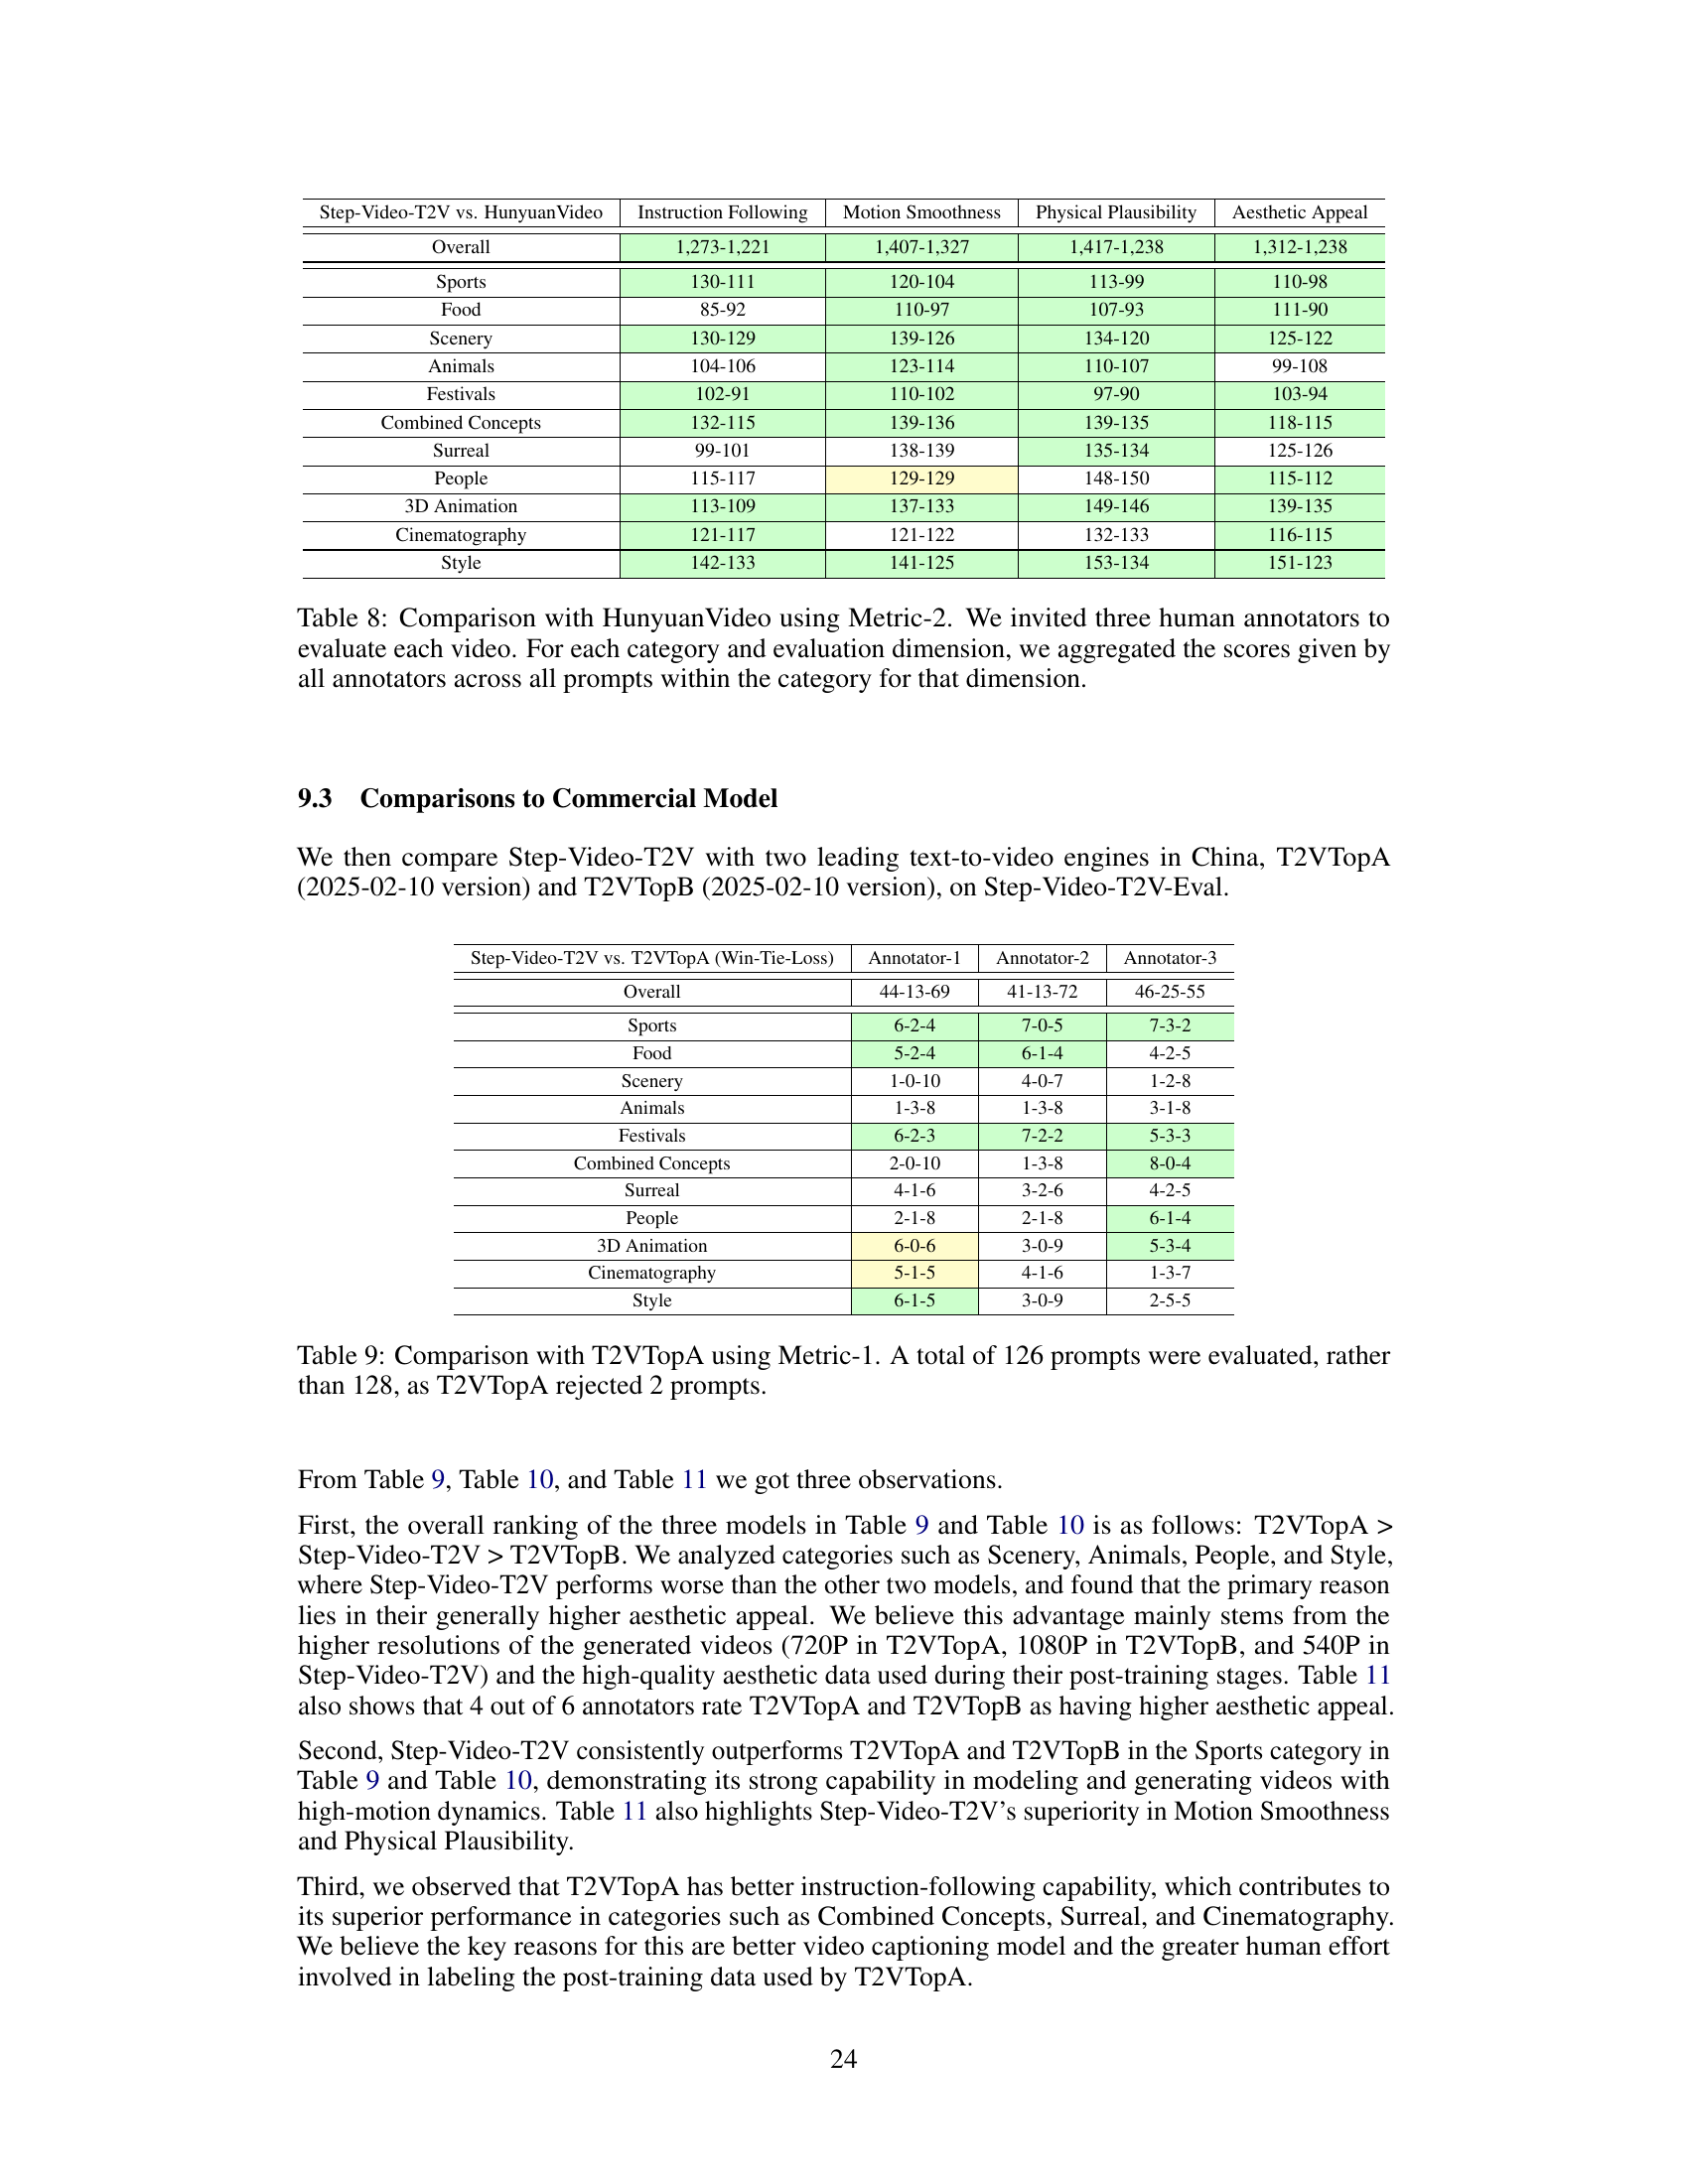 Step-Video-T2V vs. HunyuanVideo Instruction Following Motion Smoothness Physical Plausibility Aesthetic Appeal
Overall 1,273-1,221 1,407-1,327 1,417-1,238 1,312-1,238
Sports 130-111 120-104 113-99 110-98
Food 85-92 110-97 107-93 111-90
Scenery 130-129 139-126 134-120 125-122
Animals 104-106 123-114 110-107 99-108
Festivals 102-91 110-102 97-90 103-94
Combined Concepts 132-115 139-136 139-135 118-115
Surreal 99-101 138-139 135-134 125-126
People 115-117 129-129 148-150 115-112
3D Animation 113-109 137-133 149-146 139-135
Cinematography 121-117 121-122 132-133 116-115
Style 142-133 141-125 153-134 151-123
Table 8: Comparison with HunyuanVideo using Metric-2. We invited three human annotators to
evaluate each video. For each category and evaluation dimension, we aggregated the scores given by
all annotators across all prompts within the category for that dimension.
9.3 Comparisons to Commercial Model
We then compare Step-Video-T2V with two leading text-to-video engines in China, T2VTopA
(2025-02-10 version) and T2VTopB (2025-02-10 version), on Step-Video-T2V-Eval.
Step-Video-T2V vs. T2VTopA (Win-Tie-Loss) Annotator-1 Annotator-2 Annotator-3
Overall 44-13-69 41-13-72 46-25-55
Sports 6-2-4 7-0-5 7-3-2
Food 5-2-4 6-1-4 4-2-5
Scenery 1-0-10 4-0-7 1-2-8
Animals 1-3-8 1-3-8 3-1-8
Festivals 6-2-3 7-2-2 5-3-3
Combined Concepts 2-0-10 1-3-8 8-0-4
Surreal 4-1-6 3-2-6 4-2-5
People 2-1-8 2-1-8 6-1-4
3D Animation 6-0-6 3-0-9 5-3-4
Cinematography 5-1-5 4-1-6 1-3-7
Style 6-1-5 3-0-9 2-5-5
Table 9: Comparison with T2VTopA using Metric-1. A total of 126 prompts were evaluated, rather
than 128, as T2VTopA rejected 2 prompts.
From Table 9, Table 10, and Table 11 we got three observations.
First, the overall ranking of the three models in Table 9 and Table 10 is as follows: T2VTopA >
Step-Video-T2V > T2VTopB. We analyzed categories such as Scenery, Animals, People, and Style,
where Step-Video-T2V performs worse than the other two models, and found that the primary reason
lies in their generally higher aesthetic appeal. We believe this advantage mainly stems from the
higher resolutions of the generated videos (720P in T2VTopA, 1080P in T2VTopB, and 540P in
Step-Video-T2V) and the high-quality aesthetic data used during their post-training stages. Table 11
also shows that 4 out of 6 annotators rate T2VTopA and T2VTopB as having higher aesthetic appeal.
Second, Step-Video-T2V consistently outperforms T2VTopA and T2VTopB in the Sports category in
Table 9 and Table 10, demonstrating its strong capability in modeling and generating videos with
high-motion dynamics. Table 11 also highlights Step-Video-T2V's superiority in Motion Smoothness
and Physical Plausibility.
Third, we observed that T2VTopA has better instruction-following capability, which contributes to
its superior performance in categories such as Combined Concepts, Surreal, and Cinematography.
We believe the key reasons for this are better video captioning model and the greater human effort
involved in labeling the post-training data used by T2VTopA.
24